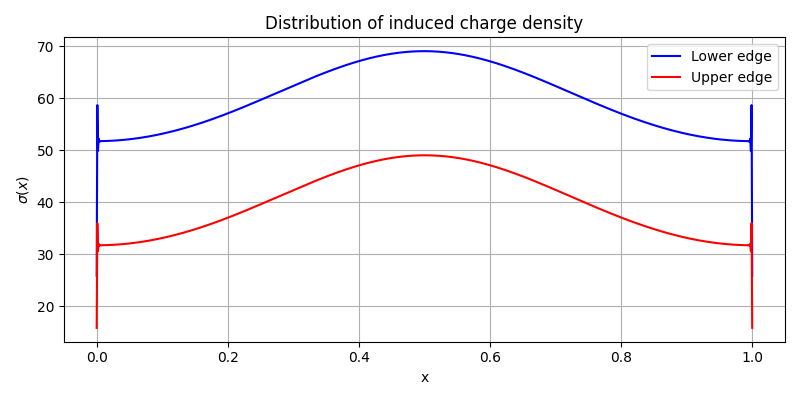 Distribution of induced charge density
Lower edge
Upper edge
σ(x)
70
60
50
40
30
20
0.0 0.2 0.4 0.6 0.8 1.0
x